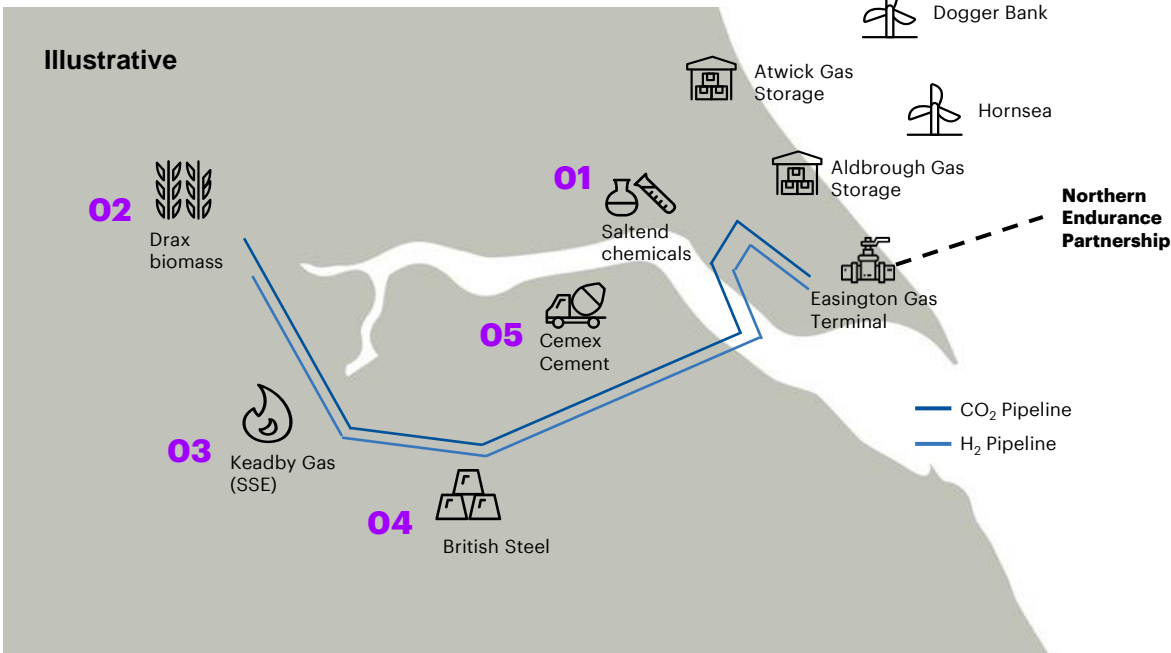 Dogger Bank
Illustrative
Atwick Gas
Storage
Hornsea
01
Aldbrough Gas
Storage
02
Northern
Endurance
Partnership
Drax
biomass
Saltend
chemicals
Easington Gas
Terminal
05
Cemex
Cement
CO₂ Pipeline
H₂ Pipeline
03
Keadby Gas
(SSE)
04
British Steel